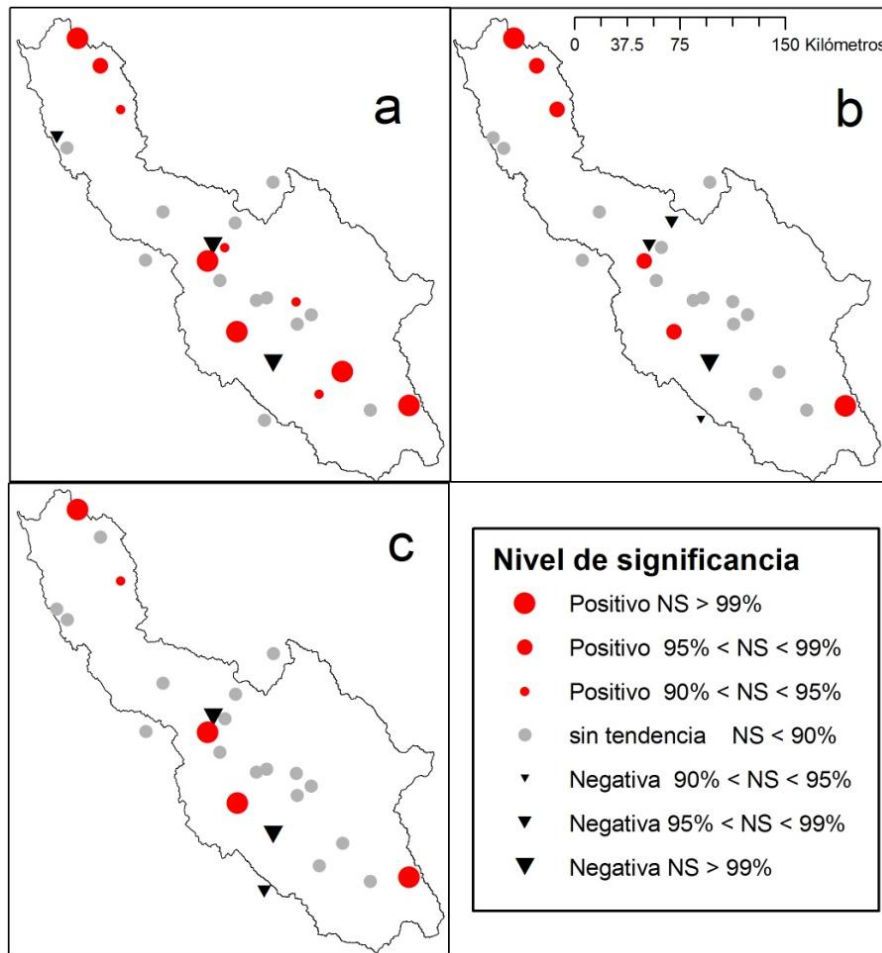 a
b
0 37.5 75 150 Kilómetros
c
Nivel de significancia
Positivo NS > 99%
Positivo 95% < NS < 99%
Positivo 90% < NS < 95%
sin tendencia NS < 90%
Negativa 90% < NS < 95%
Negativa 95% < NS < 99%
Negativa NS > 99%